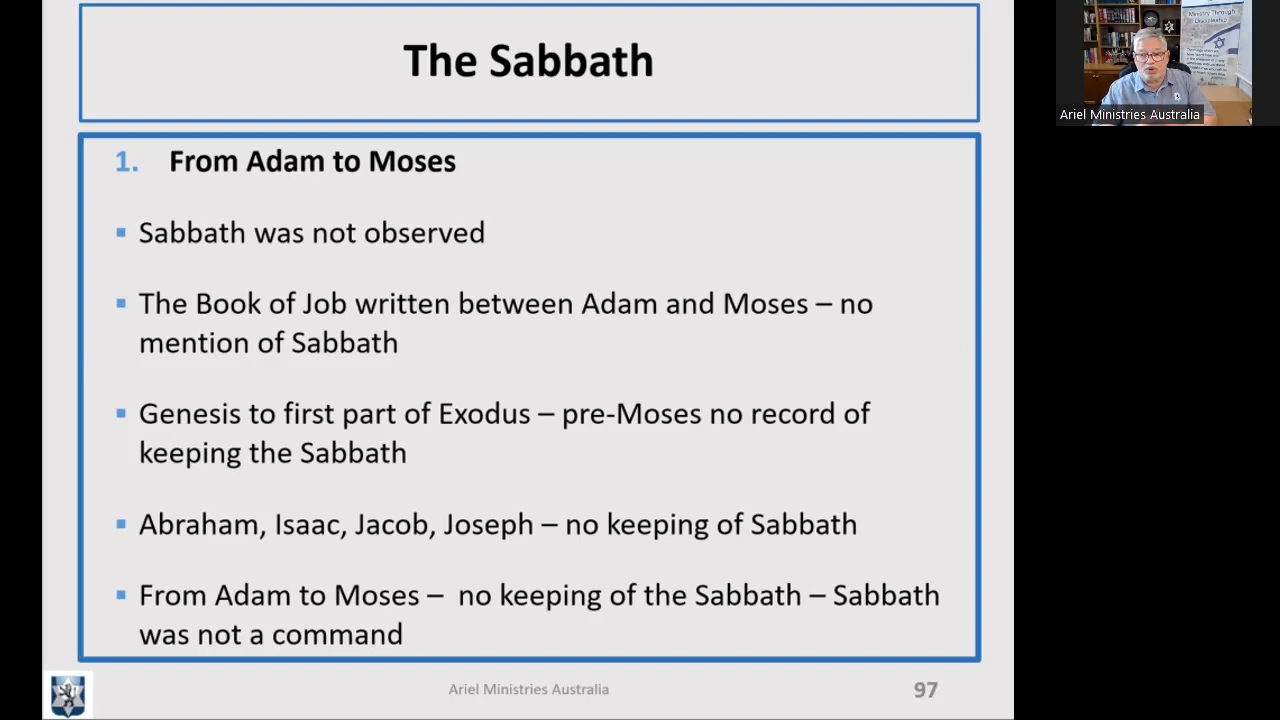 The Sabbath
1. From Adam to Moses
▪ Sabbath was not observed
▪ The Book of Job written between Adam and Moses – no
mention of Sabbath
▪ Genesis to first part of Exodus – pre-Moses no record of
keeping the Sabbath
▪ Abraham, Isaac, Jacob, Joseph – no keeping of Sabbath
▪ From Adam to Moses –  no keeping of the Sabbath – Sabbath
was not a command
Ariel Ministries Australia
97
Ministry Through
Discipleship
Ariel Ministries Australia